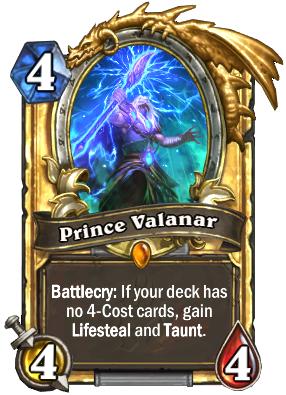 4
Prince Valanar
Battlecry: If your deck has
no 4-Cost cards, gain
Lifesteal and Taunt.
4
4